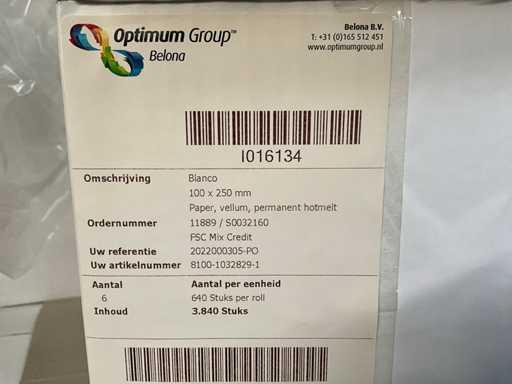 Optimum Group™
Belona
Belona B.V.
T: +31 (0)165 512 451
www.optimumgroup.nl
I016134
Omschrijving Blanco
100 x 250 mm
Paper, vellum, permanent hotmelt
Ordernummer 11889 / S0032160
FSC Mix Credit
Uw referentie 2022000305-PO
Uw artikelnummer 8100-1032829-1
Aantal Aantal per eenheid
6 640 Stuks per roll
Inhoud 3.840 Stuks